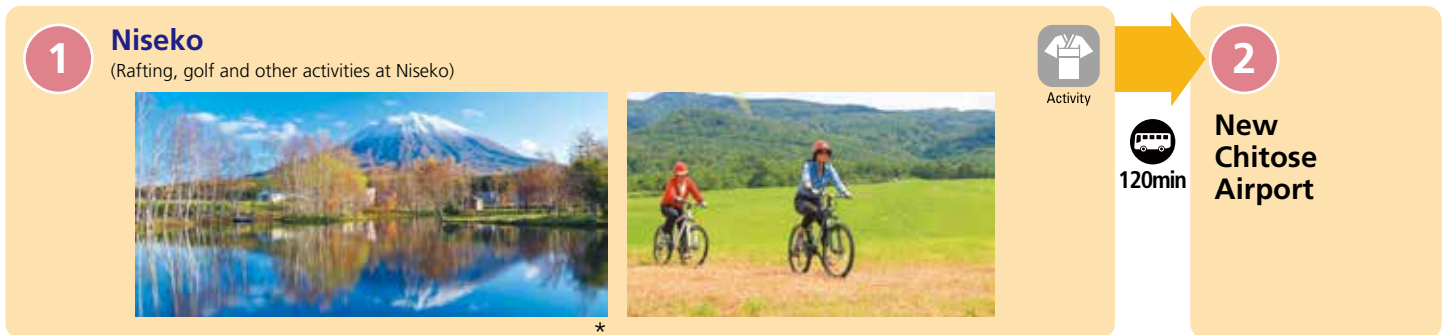 1
Niseko
(Rafting, golf and other activities at Niseko)
*
Activity
120min
2
New
Chitose
Airport